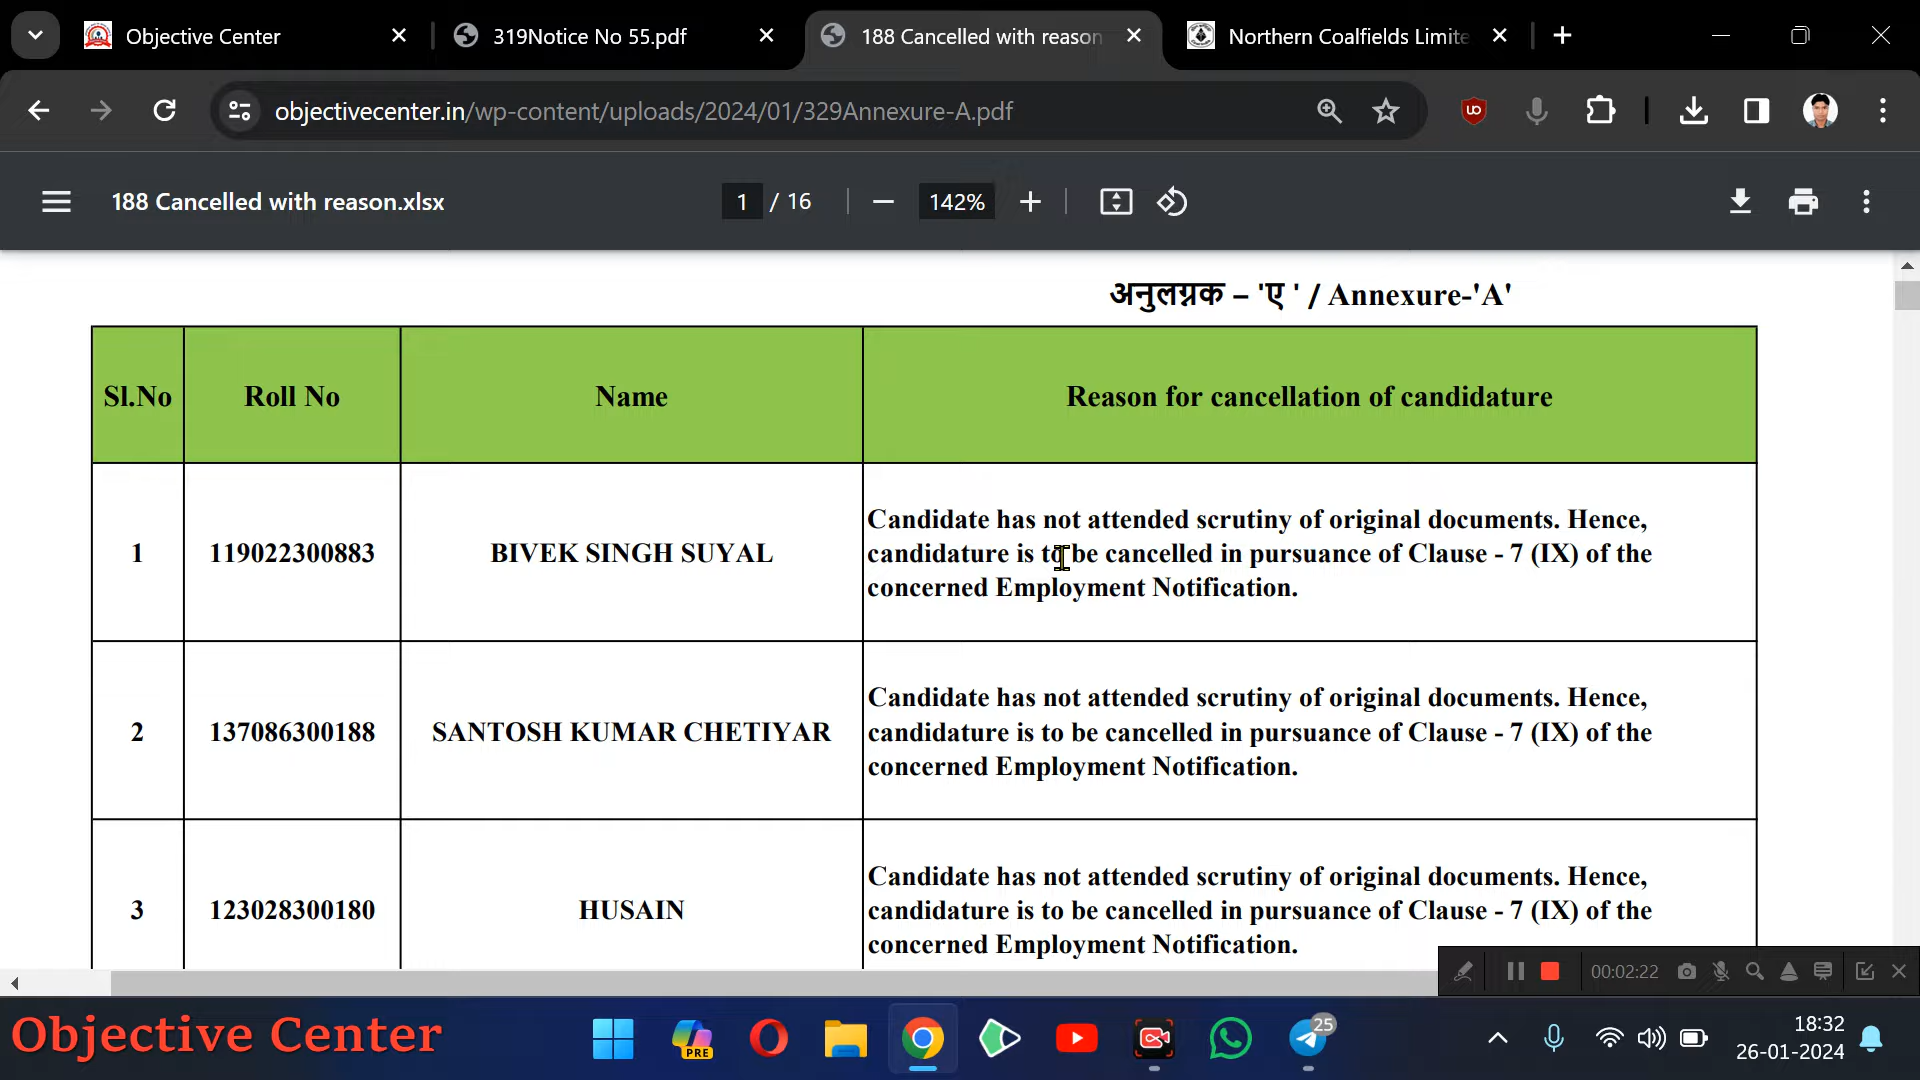 Objective Center
319Notice No 55.pdf
188 Cancelled with reason
Northern Coalfields Limite
objectivecenter.in/wp-content/uploads/2024/01/329Annexure-A.pdf
188 Cancelled with reason.xlsx
1 / 16
142%
अनुलग्नक – 'ए ' / Annexure-'A'
Sl.No Roll No Name Reason for cancellation of candidature
1 119022300883 BIVEK SINGH SUYAL
Candidate has not attended scrutiny of original documents. Hence,
candidature is to be cancelled in pursuance of Clause - 7 (IX) of the
concerned Employment Notification.
2 137086300188 SANTOSH KUMAR CHETIYAR
Candidate has not attended scrutiny of original documents. Hence,
candidature is to be cancelled in pursuance of Clause - 7 (IX) of the
concerned Employment Notification.
3 123028300180 HUSAIN
Candidate has not attended scrutiny of original documents. Hence,
candidature is to be cancelled in pursuance of Clause - 7 (IX) of the
concerned Employment Notification.
00:02:22
Objective Center
PRE
25
18:32
26-01-2024